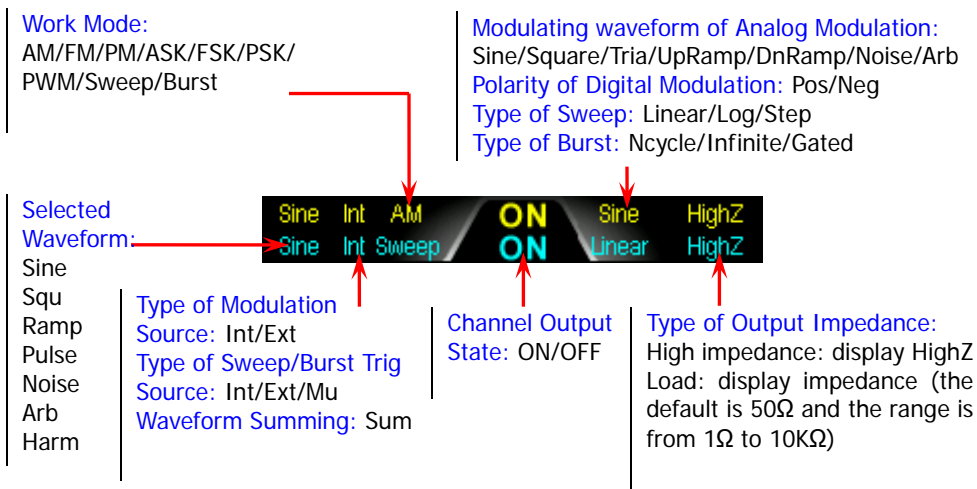 Work Mode:
AM/FM/PM/ASK/FSK/PSK/
PWM/Sweep/Burst
Modulating waveform of Analog Modulation:
Sine/Square/Tria/UpRamp/DnRamp/Noise/Arb
Polarity of Digital Modulation: Pos/Neg
Type of Sweep: Linear/Log/Step
Type of Burst: Ncycle/Infinite/Gated
Sine Int AM ON Sine HighZ
Sine Int Sweep ON Linear HighZ
Selected
Waveform:
Sine
Squ
Ramp
Pulse
Noise
Arb
Harm
Type of Modulation
Source: Int/Ext
Type of Sweep/Burst Trig
Source: Int/Ext/Mu
Waveform Summing: Sum
Channel Output
State: ON/OFF
Type of Output Impedance:
High impedance: display HighZ
Load: display impedance (the
default is 50Ω and the range is
from 1Ω to 10KΩ)